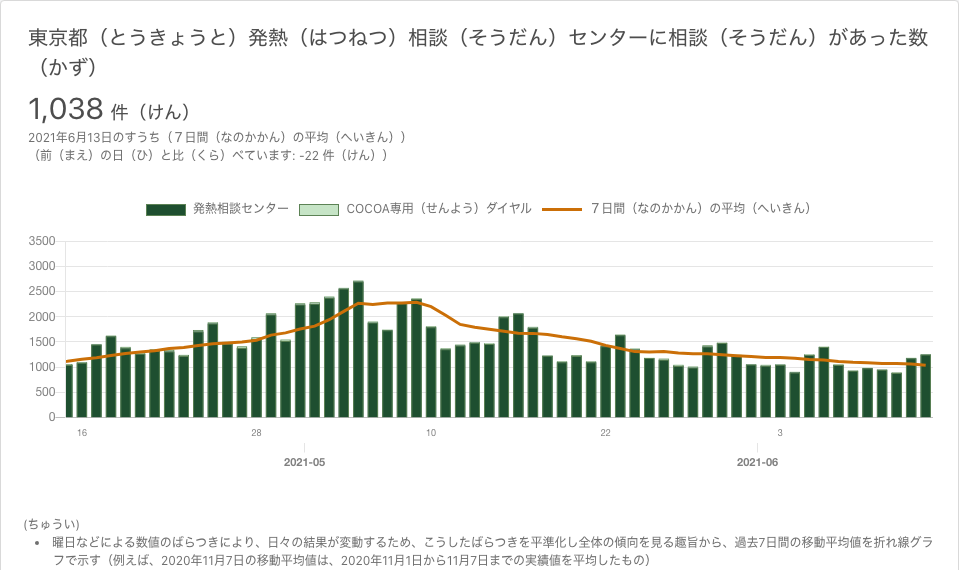 東京都（とうきょうと）発熱（はつねつ）相談（そうだん）センターに相談（そうだん）があった数
（かず）
1,038 件（けん）
2021年6月13日のすうち（７日間（なのかかん）の平均（へいきん））
（前（まえ）の日（ひ）と比（くら）べています: -22 件（けん））
発熱相談センター COCOA専用（せんよう）ダイヤル ７日間（なのかかん）の平均（へいきん）
3500
3000
2500
2000
1500
1000
500
0
16 28 10 22 3
2021-05 2021-06
(ちゅうい)
• 曜日などによる数値のばらつきにより、日々の結果が変動するため、こうしたばらつきを平準化し全体の傾向を見る趣旨から、過去7日間の移動平均値を折れ線グラ
フで示す（例えば、2020年11月7日の移動平均値は、2020年11月1日から11月7日までの実績値を平均したもの）